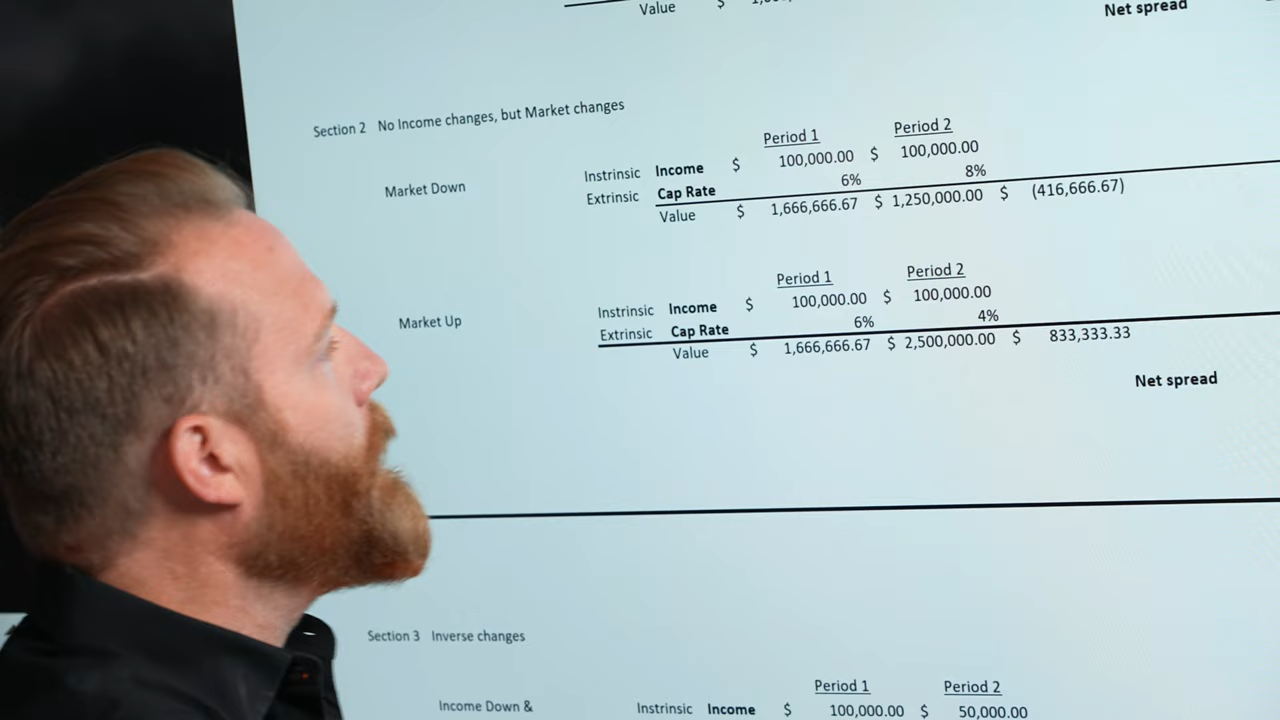 Value $
Net spread
Section 2 No Income changes, but Market changes
Period 1 Period 2
Market Down Instrinsic Income $ 100,000.00 $ 100,000.00
Extrinsic Cap Rate 6% 8%
Value $ 1,666,666.67 $ 1,250,000.00 $ (416,666.67)
Period 1 Period 2
Market Up Instrinsic Income $ 100,000.00 $ 100,000.00
Extrinsic Cap Rate 6% 4%
Value $ 1,666,666.67 $ 2,500,000.00 $ 833,333.33
Net spread
Section 3 Inverse changes
Period 1 Period 2
Income Down & Instrinsic Income $ 100,000.00 $ 50,000.00